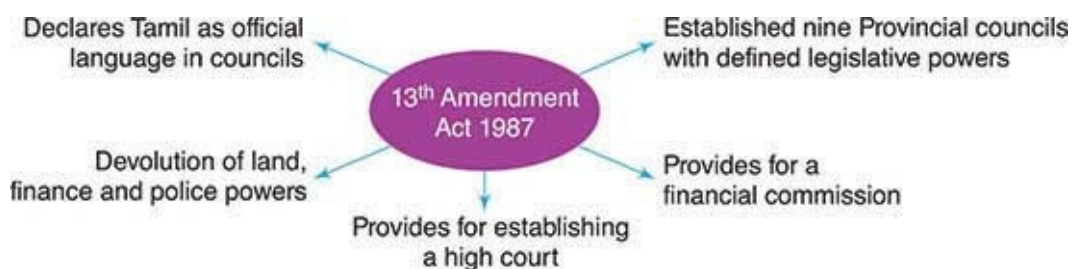 Declares Tamil as official
language in councils
Established nine Provincial councils
with defined legislative powers
13th Amendment
Act 1987
Devolution of land,
finance and police powers
Provides for a
financial commission
Provides for establishing
a high court